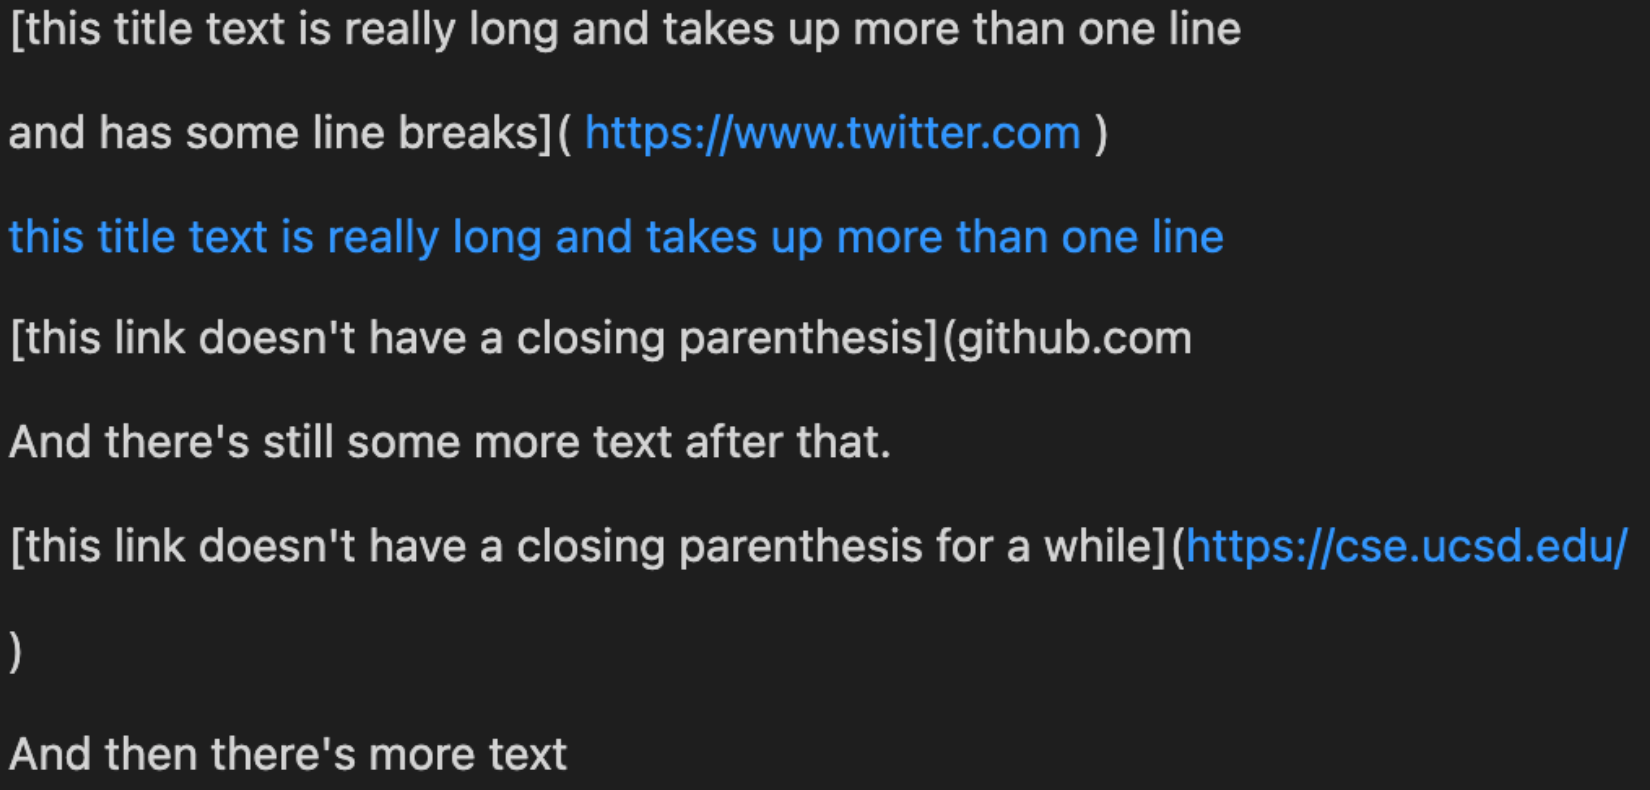 [this title text is really long and takes up more than one line
and has some line breaks]( https://www.twitter.com )
this title text is really long and takes up more than one line
[this link doesn't have a closing parenthesis](github.com
And there's still some more text after that.
[this link doesn't have a closing parenthesis for a while](https://cse.ucsd.edu/
)
And then there's more text